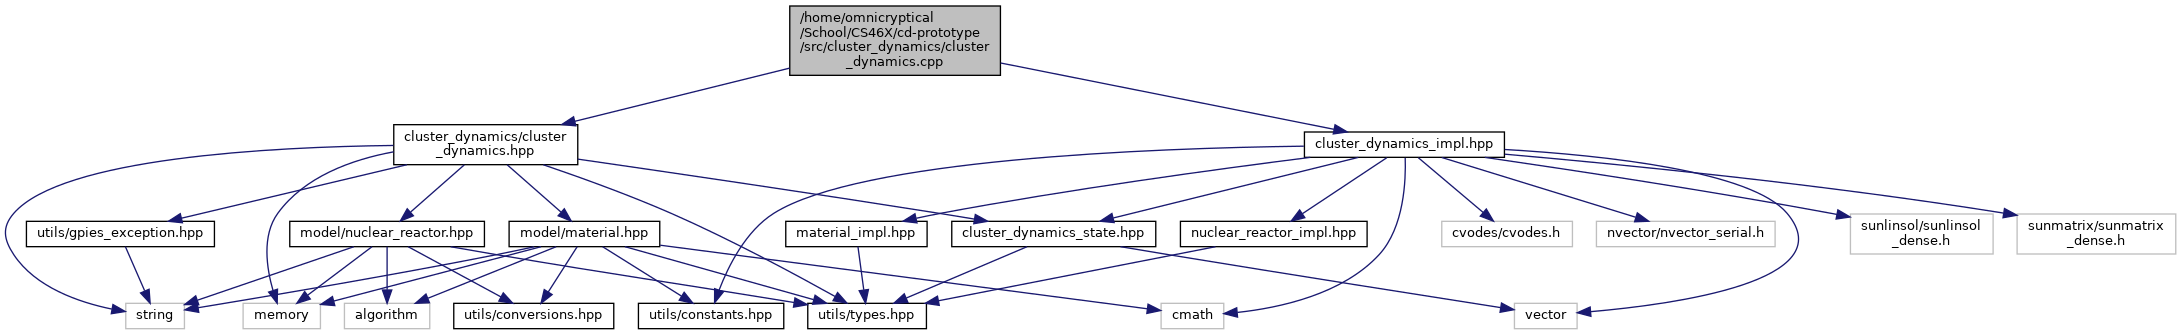 /home/omnicryptical
/School/CS46X/cd-prototype
/src/cluster_dynamics/cluster
_dynamics.cpp
cluster_dynamics/cluster
_dynamics.hpp
cluster_dynamics_impl.hpp
utils/gpies_exception.hpp
model/nuclear_reactor.hpp
model/material.hpp
material_impl.hpp
cluster_dynamics_state.hpp
nuclear_reactor_impl.hpp
cvodes/cvodes.h
nvector/nvector_serial.h
sunlinsol/sunlinsol
_dense.h
sunmatrix/sunmatrix
_dense.h
string
memory
algorithm
utils/conversions.hpp
utils/constants.hpp
utils/types.hpp
cmath
vector